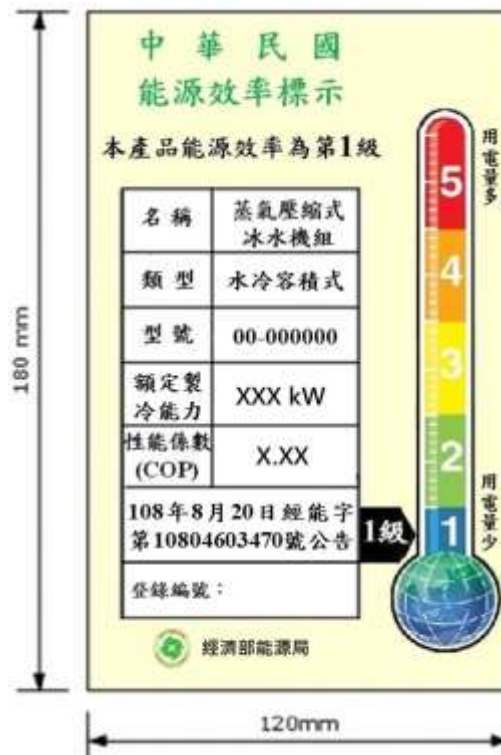 中華民國
能源效率標示
本產品能源效率為第1級
名稱
蒸氣壓縮式
冰水機組
類型
水冷容積式
型號
00-000000
額定製
冷能力
XXX kW
性能係數
(COP)
X.XX
108年8月20日經能字
第10804603470號公告
登錄編號：
經濟部能源局
用電量多
5
4
3
2
1
用電量少
1級
180 mm
120mm